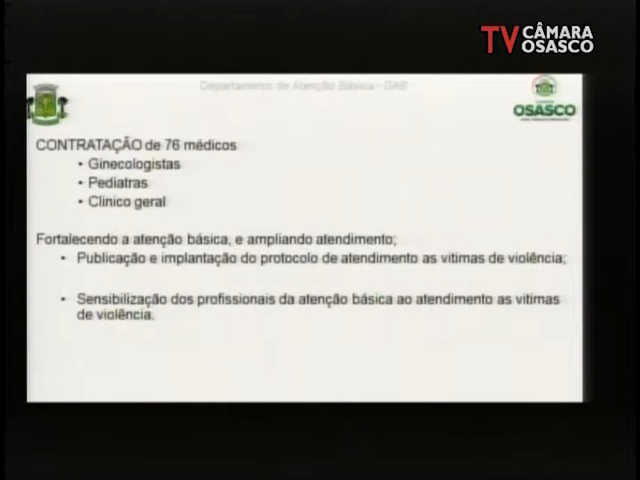 TV CÂMARA
OSASCO
Departamento de Atenção Básica - DAB
OSASCO
CONTRATAÇÃO de 76 médicos
• Ginecologistas
• Pediatras
• Clinico geral
Fortalecendo a atenção básica, e ampliando atendimento;
• Publicação e implantação do protocolo de atendimento as vitimas de violência;
• Sensibilização dos profissionais da atenção básica ao atendimento as vitimas
de violência.